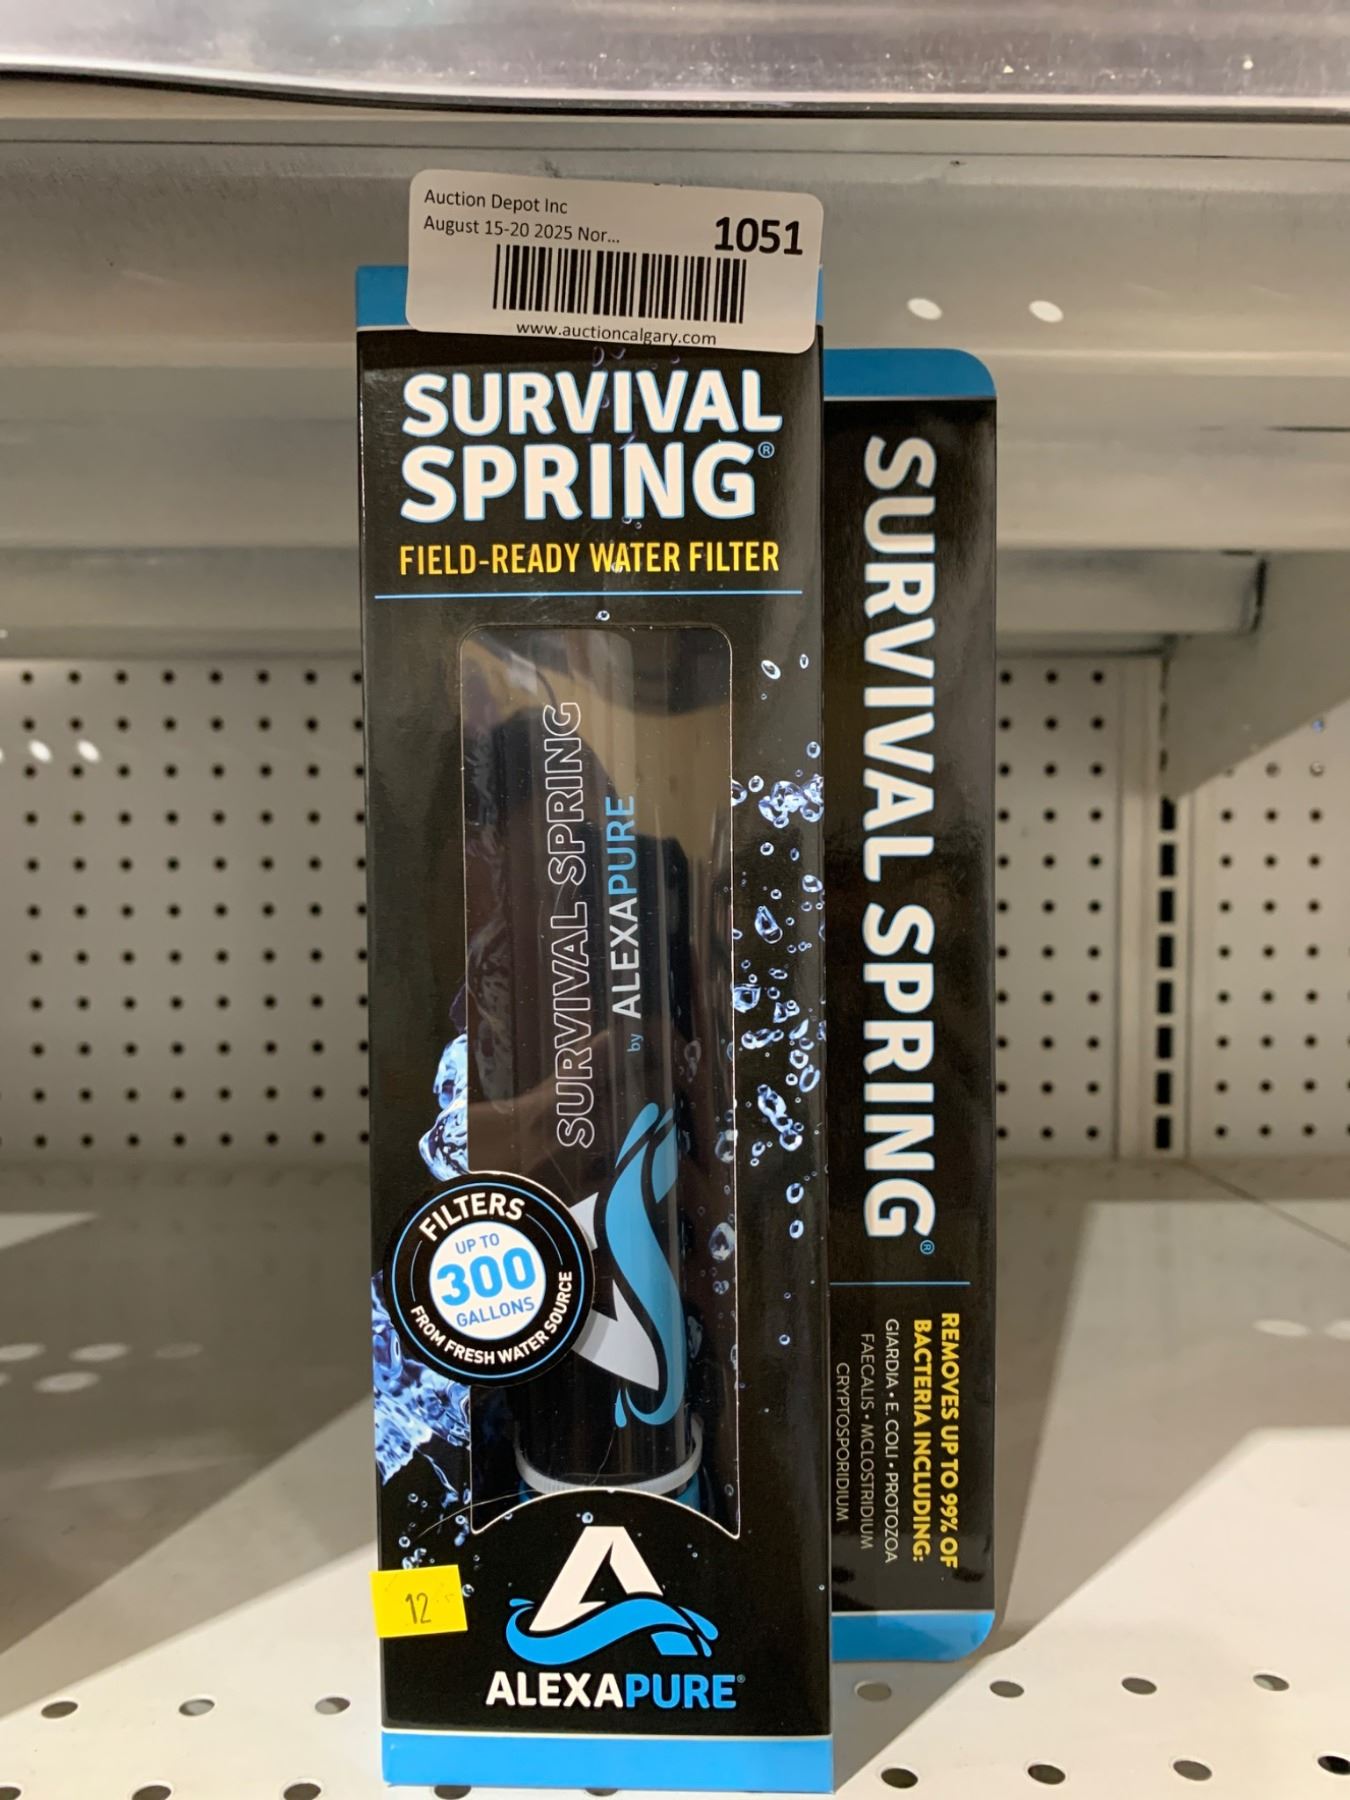 Auction Depot Inc
August 15-20 2025 Nor...
1051
www.auctioncalgary.com
SURVIVAL
SPRING®
FIELD-READY WATER FILTER
SURVIVAL SPRING
by ALEXAPURE
FILTERS
UP TO
300
GALLONS
FROM FRESH WATER SOURCE
12
ALEXAPURE®
SURVIVAL SPRING®
REMOVES UP TO 99% OF
BACTERIA INCLUDING:
GIARDIA • E. COLI • PROTOZOA
FAECALIS • MCLOSTRIDIUM
CRYPTOSPORIDIUM